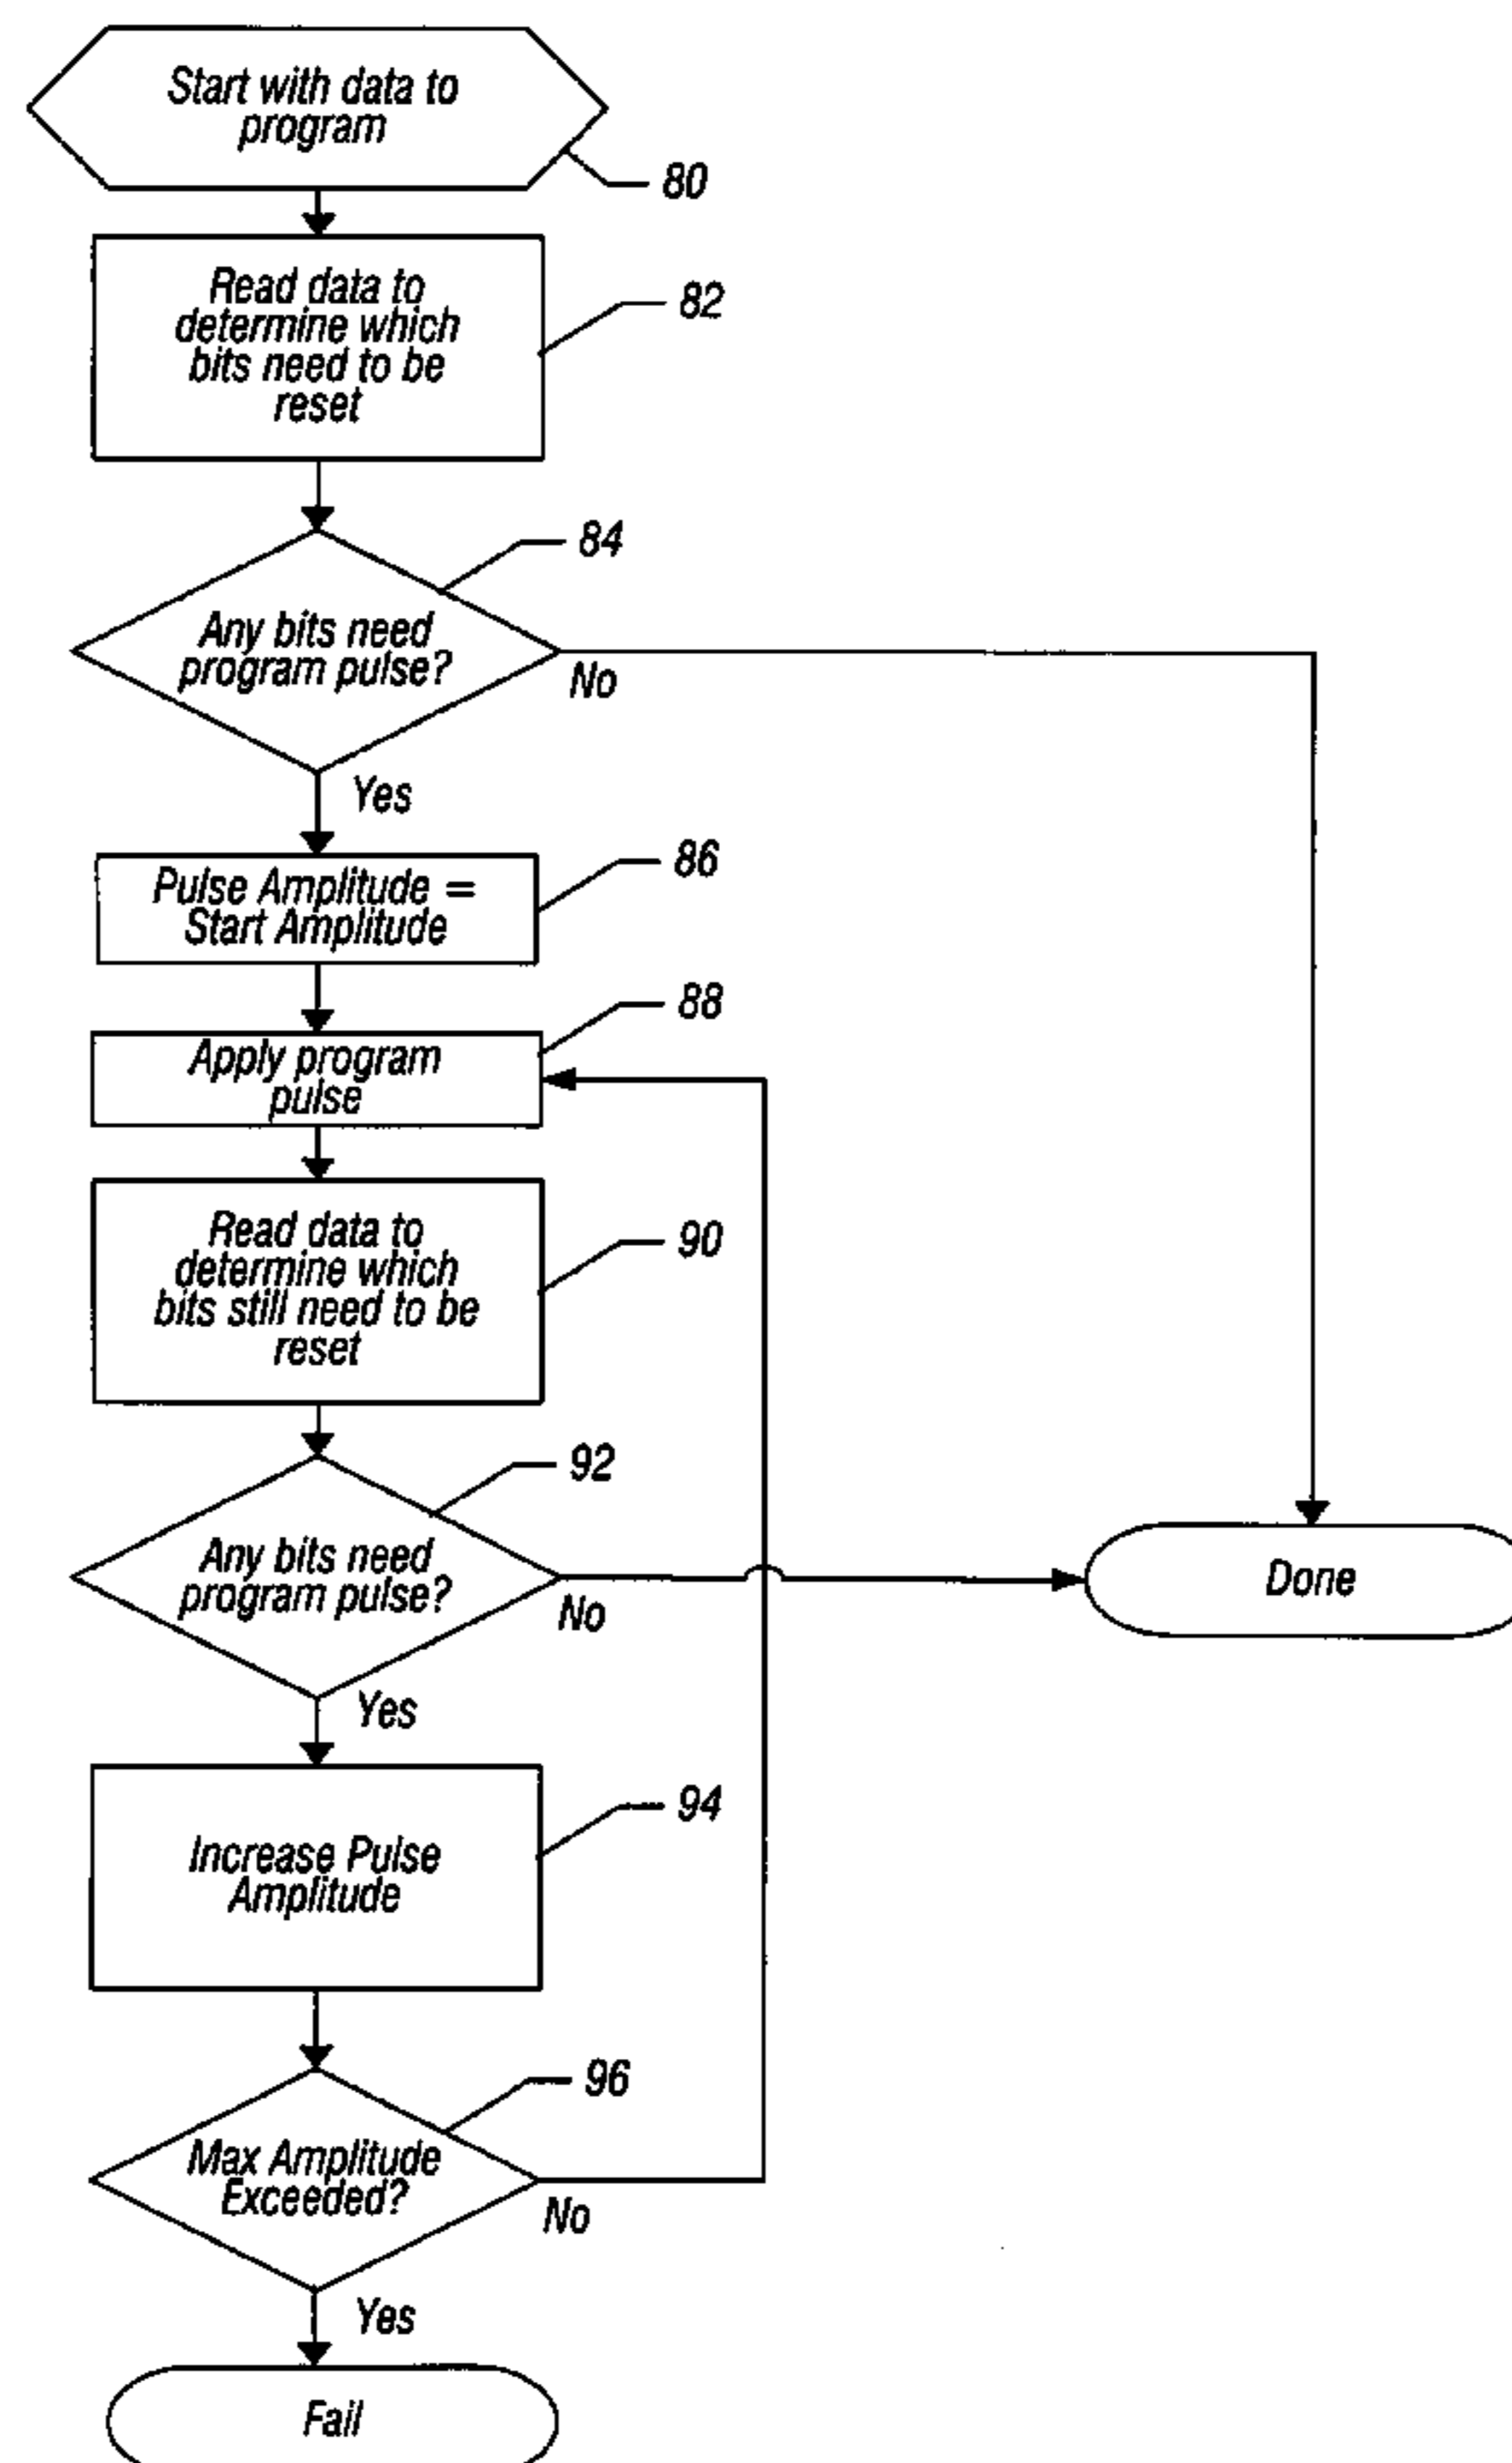 Start with data to
program
80
Read data to
determine which
bits need to be
reset
82
84
Any bits need
program pulse?
No
Yes
Pulse Amplitude =
Start Amplitude
86
88
Apply program
pulse
Read data to
determine which
bits still need to be
reset
90
92
Any bits need
program pulse?
No
Done
Yes
Increase Pulse
Amplitude
94
96
Max Amplitude
Exceeded?
No
Yes
Fail